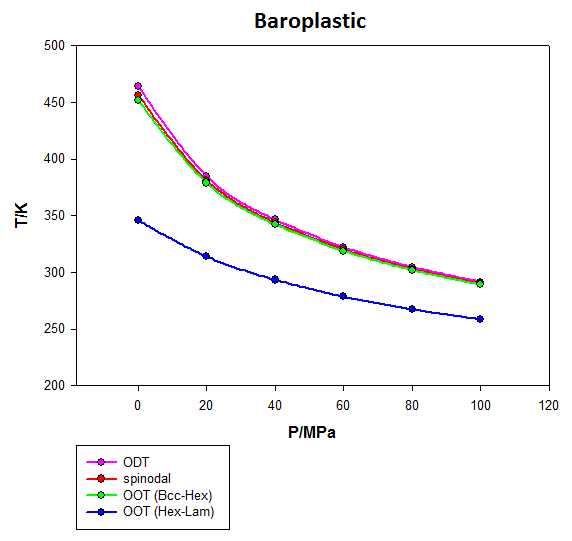 Baroplastic
500
450
400
350
300
250
200
T/K
0 20 40 60 80 100 120
P/MPa
ODT
spinodal
OOT (Bcc-Hex)
OOT (Hex-Lam)